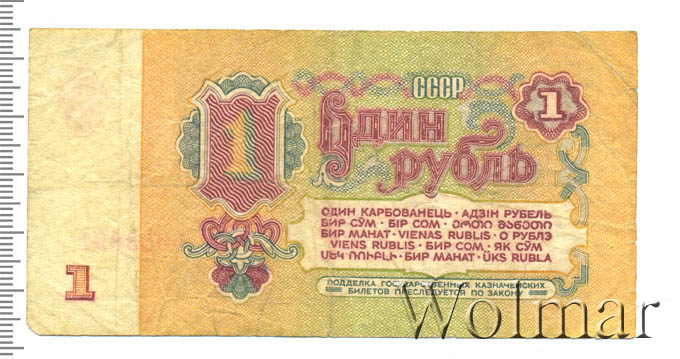 СССР
1
1
Один
рубль
ОДИН КАРБОВАНЕЦЬ · АДЗІН РУБЕЛЬ
БИР СЎМ · БІР СОМ · ᲔᲠᲗᲘ ᲛᲐᲜᲔᲗᲘ
БИР МАНАТ · VIENAS RUBLIS · О РУБЛЭ
VIENS RUBLIS · БИР СОМ · ЯК СЎМ
ՄԵԿ ՌՈՒԲԼԻ · БИР МАНАТ · ÜKS RUBLA
1
ПОДДЕЛКА ГОСУДАРСТВЕННЫХ КАЗНАЧЕЙСКИХ
БИЛЕТОВ ПРЕСЛЕДУЕТСЯ ПО ЗАКОНУ
Wolmar